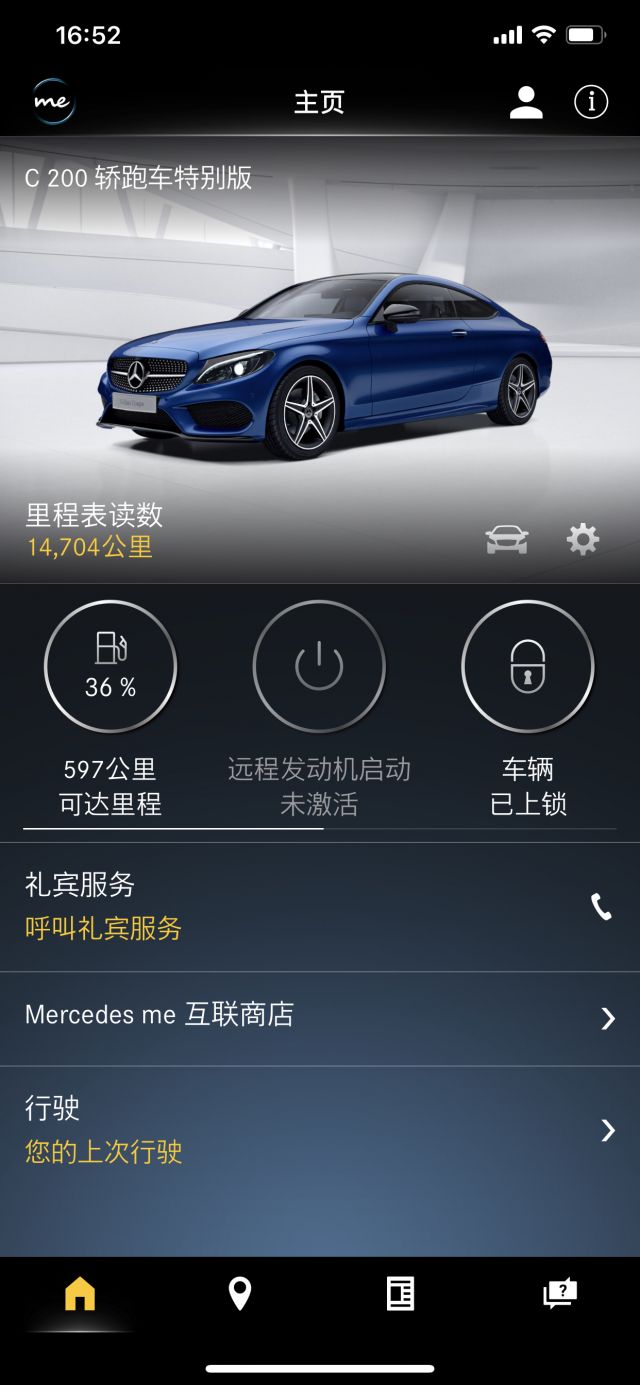 16:52
me
主页
C 200 轿跑车特别版
里程表读数
14,704公里
36 %
597公里
可达里程
远程发动机启动
未激活
车辆
已上锁
礼宾服务
呼叫礼宾服务
Mercedes me 互联商店
行驶
您的上次行驶